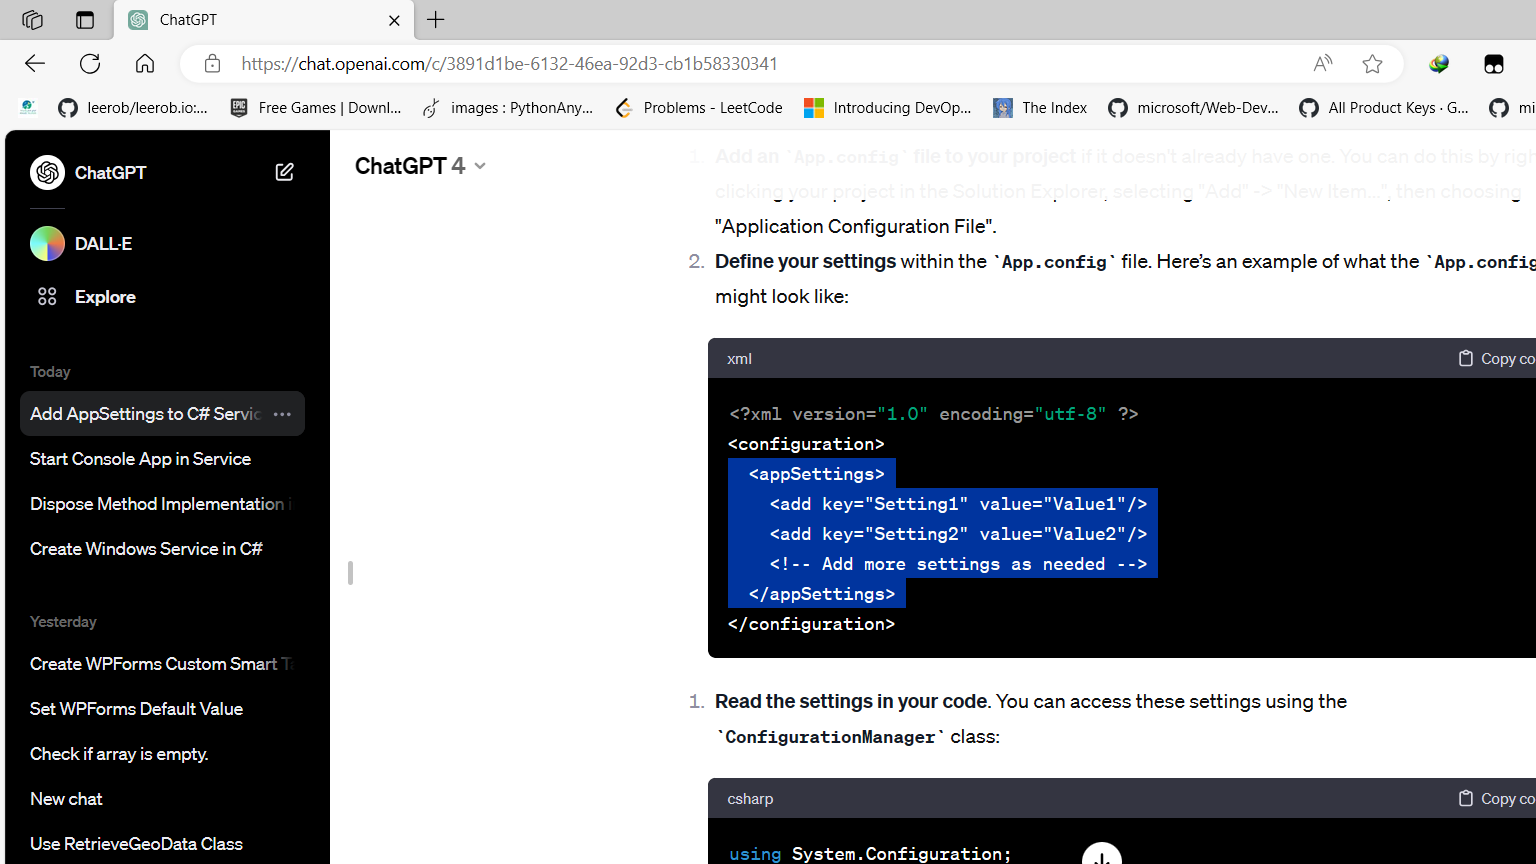 ChatGPT
https://chat.openai.com/c/3891d1be-6132-46ea-92d3-cb1b58330341
leerob/leerob.io:...
Free Games | Downl...
images : PythonAny...
Problems - LeetCode
Introducing DevOp...
The Index
microsoft/Web-Dev...
All Product Keys · G...
mi
ChatGPT
DALL·E
Explore
Today
Add AppSettings to C# Servic
Start Console App in Service
Dispose Method Implementation i
Create Windows Service in C#
Yesterday
Create WPForms Custom Smart T
Set WPForms Default Value
Check if array is empty.
New chat
Use RetrieveGeoData Class
ChatGPT 4
1. Add an `App.config` file to your project if it doesn't already have one. You can do this by righ
clicking your project in the Solution Explorer, selecting "Add" -> "New Item...", then choosing
"Application Configuration File".
2. Define your settings within the `App.config` file. Here’s an example of what the `App.config
might look like:
xml
Copy co
<?xml version="1.0" encoding="utf-8" ?>
<configuration>
<appSettings>
<add key="Setting1" value="Value1"/>
<add key="Setting2" value="Value2"/>
<!-- Add more settings as needed -->
</appSettings>
</configuration>
1. Read the settings in your code. You can access these settings using the
`ConfigurationManager` class:
csharp
Copy co
using System.Configuration;